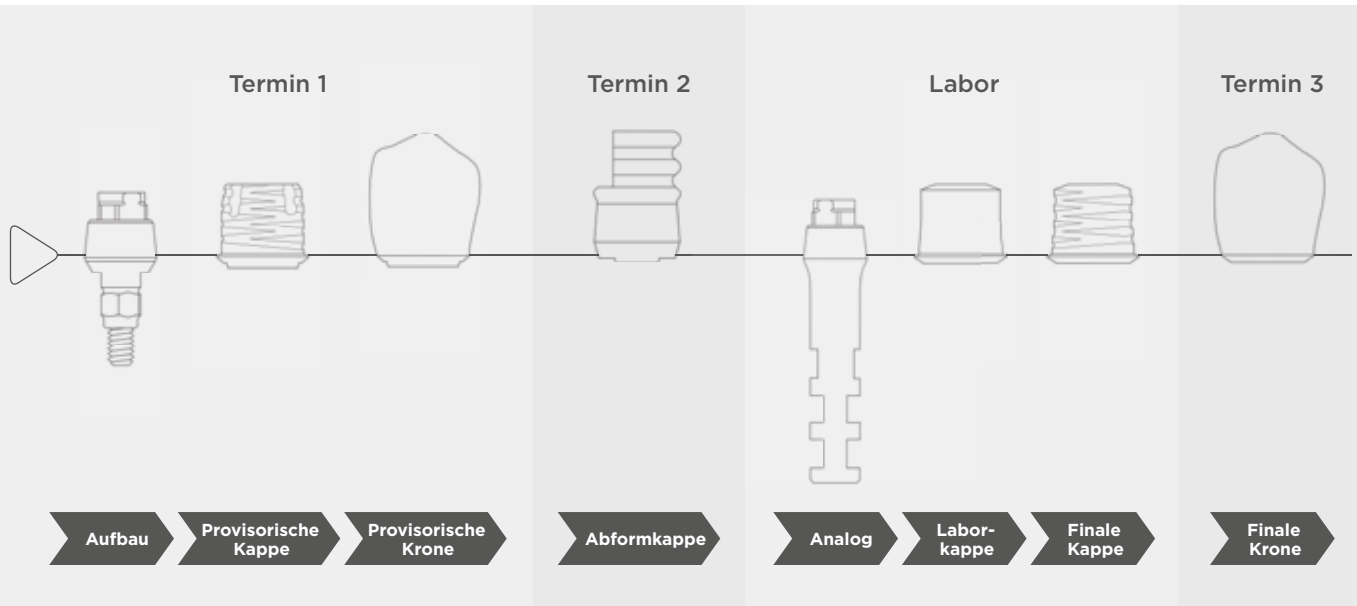 Termin 1
Termin 2
Labor
Termin 3
Aufbau
Provisorische
Kappe
Provisorische
Krone
Abformkappe
Analog
Labor-
kappe
Finale
Kappe
Finale
Krone